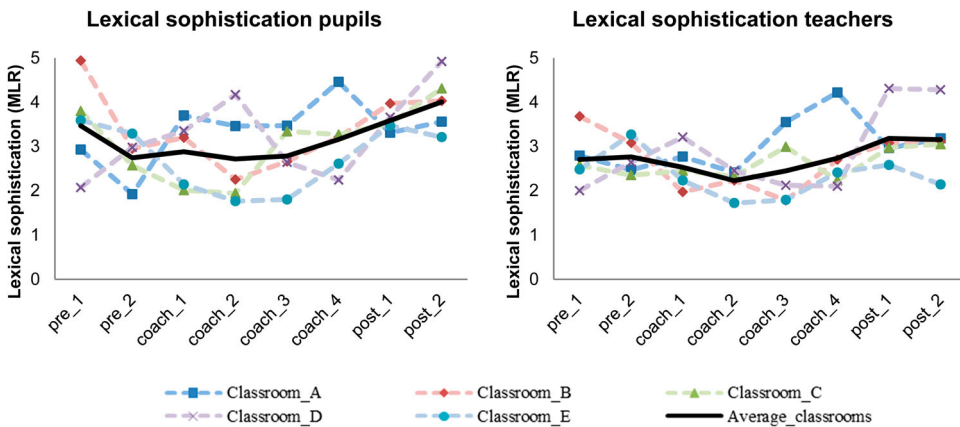 Lexical sophistication pupils
Lexical sophistication (MLR)
5
4
3
2
1
0
pre_1
pre_2
coach_1
coach_2
coach_3
coach_4
post_1
post_2
Lexical sophistication teachers
Lexical sophistication (MLR)
5
4
3
2
1
0
pre_1
pre_2
coach_1
coach_2
coach_3
coach_4
post_1
post_2
Classroom_A
Classroom_B
Classroom_C
Classroom_D
Classroom_E
Average_classrooms